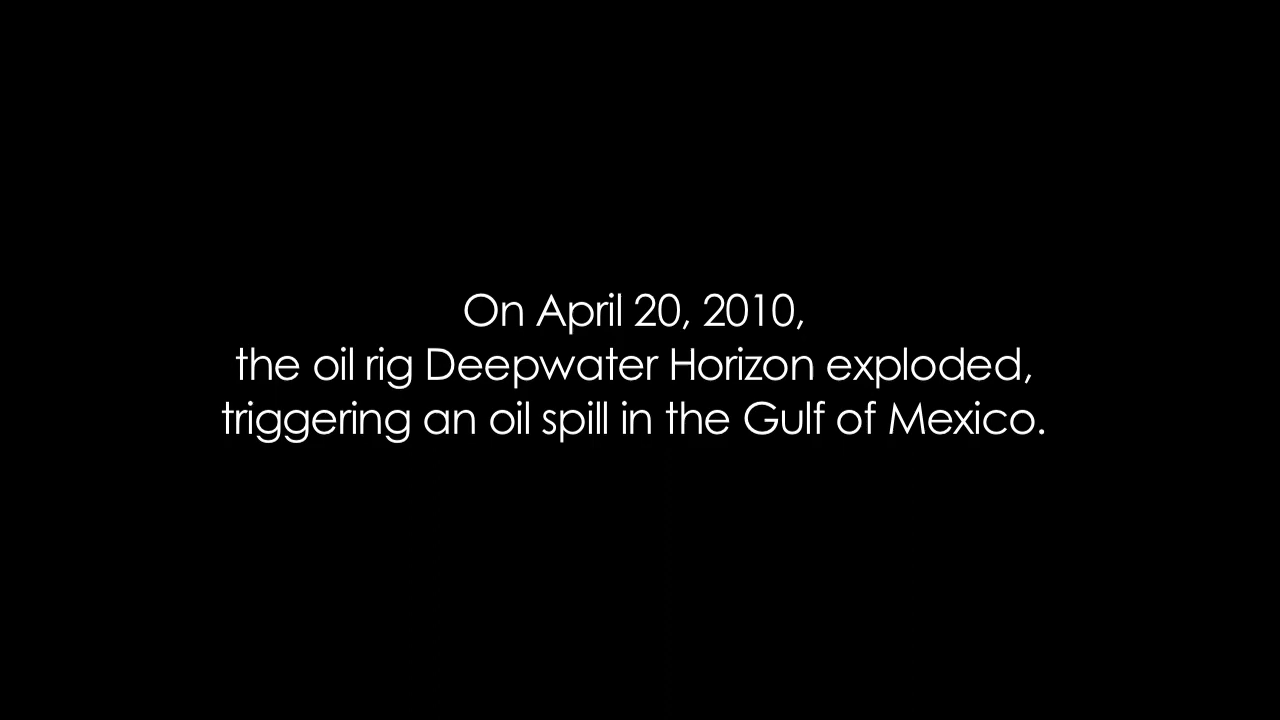 On April 20, 2010,
the oil rig Deepwater Horizon exploded,
triggering an oil spill in the Gulf of Mexico.